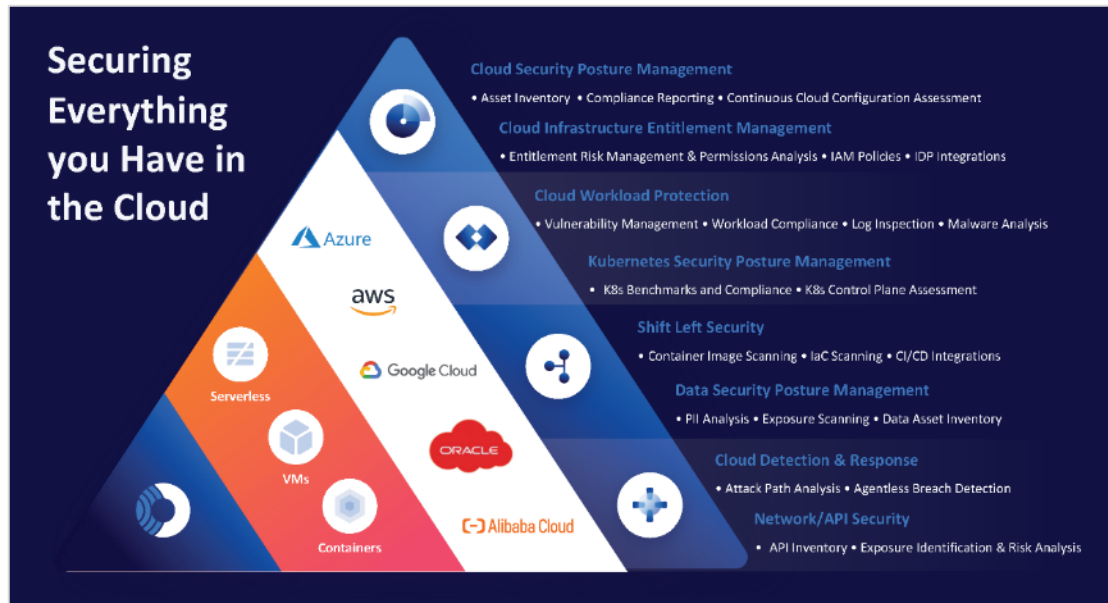 Securing
Everything
you Have in
the Cloud
Cloud Security Posture Management
• Asset Inventory • Compliance Reporting • Continuous Cloud Configuration Assessment
Cloud Infrastructure Entitlement Management
• Entitlement Risk Management & Permissions Analysis • IAM Policies • IDP Integrations
Cloud Workload Protection
• Vulnerability Management • Workload Compliance • Log Inspection • Malware Analysis
Kubernetes Security Posture Management
• K8s Benchmarks and Compliance • K8s Control Plane Assessment
Shift Left Security
• Container Image Scanning • IaC Scanning • CI/CD Integrations
Data Security Posture Management
• PII Analysis • Exposure Scanning • Data Asset Inventory
Cloud Detection & Response
• Attack Path Analysis • Agentless Breach Detection
Network/API Security
• API Inventory • Exposure Identification & Risk Analysis
Azure
aws
Google Cloud
ORACLE
Alibaba Cloud
Serverless
VMs
Containers